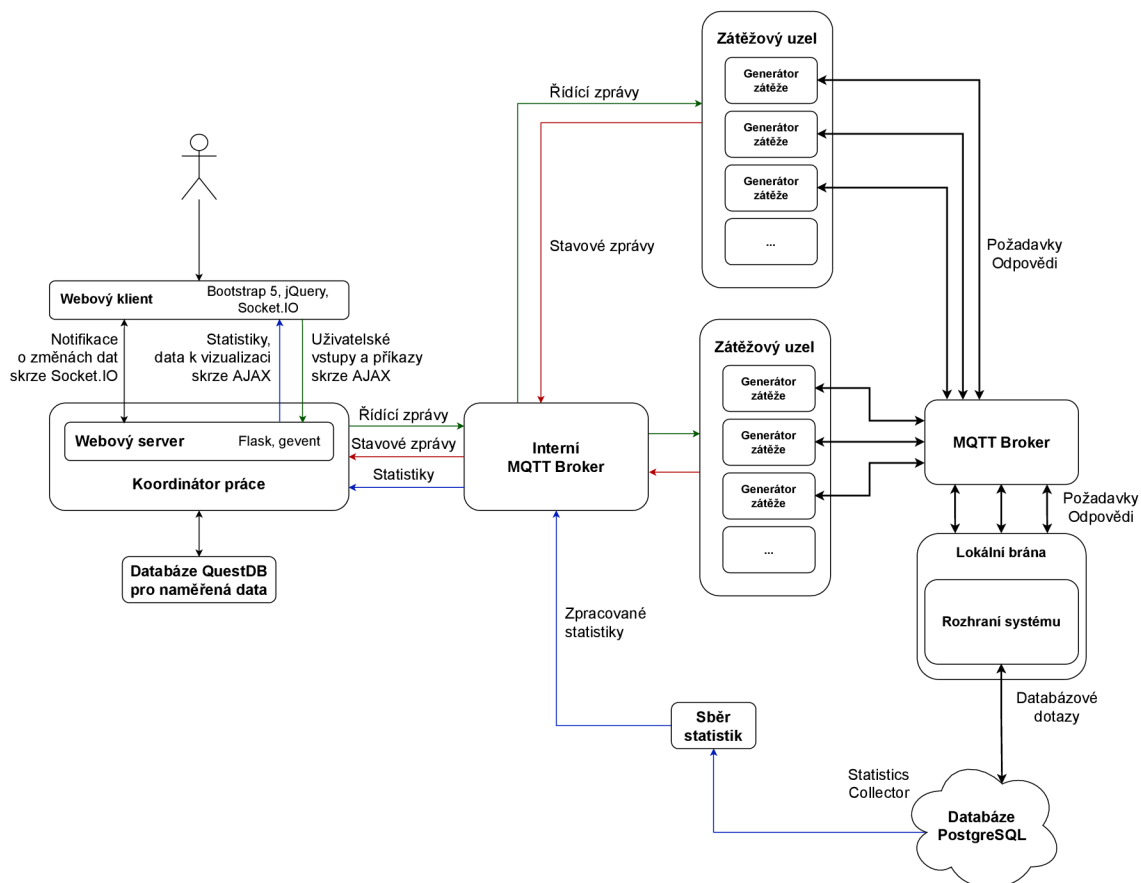 Zátěžový uzel
Generátor
zátěže
Generátor
zátěže
Generátor
zátěže
...
Řídící zprávy
Stavové zprávy
Požadavky
Odpovědi
Webový klient
Bootstrap 5, jQuery,
Socket.IO
Notifikace
o změnách dat
skrze Socket.IO
Statistiky,
data k vizualizaci
skrze AJAX
Uživatelské
vstupy a příkazy
skrze AJAX
Webový server
Flask, gevent
Koordinátor práce
Řídící zprávy
Stavové zprávy
Statistiky
Interní
MQTT Broker
Zátěžový uzel
Generátor
zátěže
Generátor
zátěže
Generátor
zátěže
...
MQTT Broker
Požadavky
Odpovědi
Lokální brána
Rozhraní systému
Databáze QuestDB
pro naměřená data
Zpracované
statistiky
Databázové
dotazy
Sběr
statistik
Statistics
Collector
Databáze
PostgreSQL